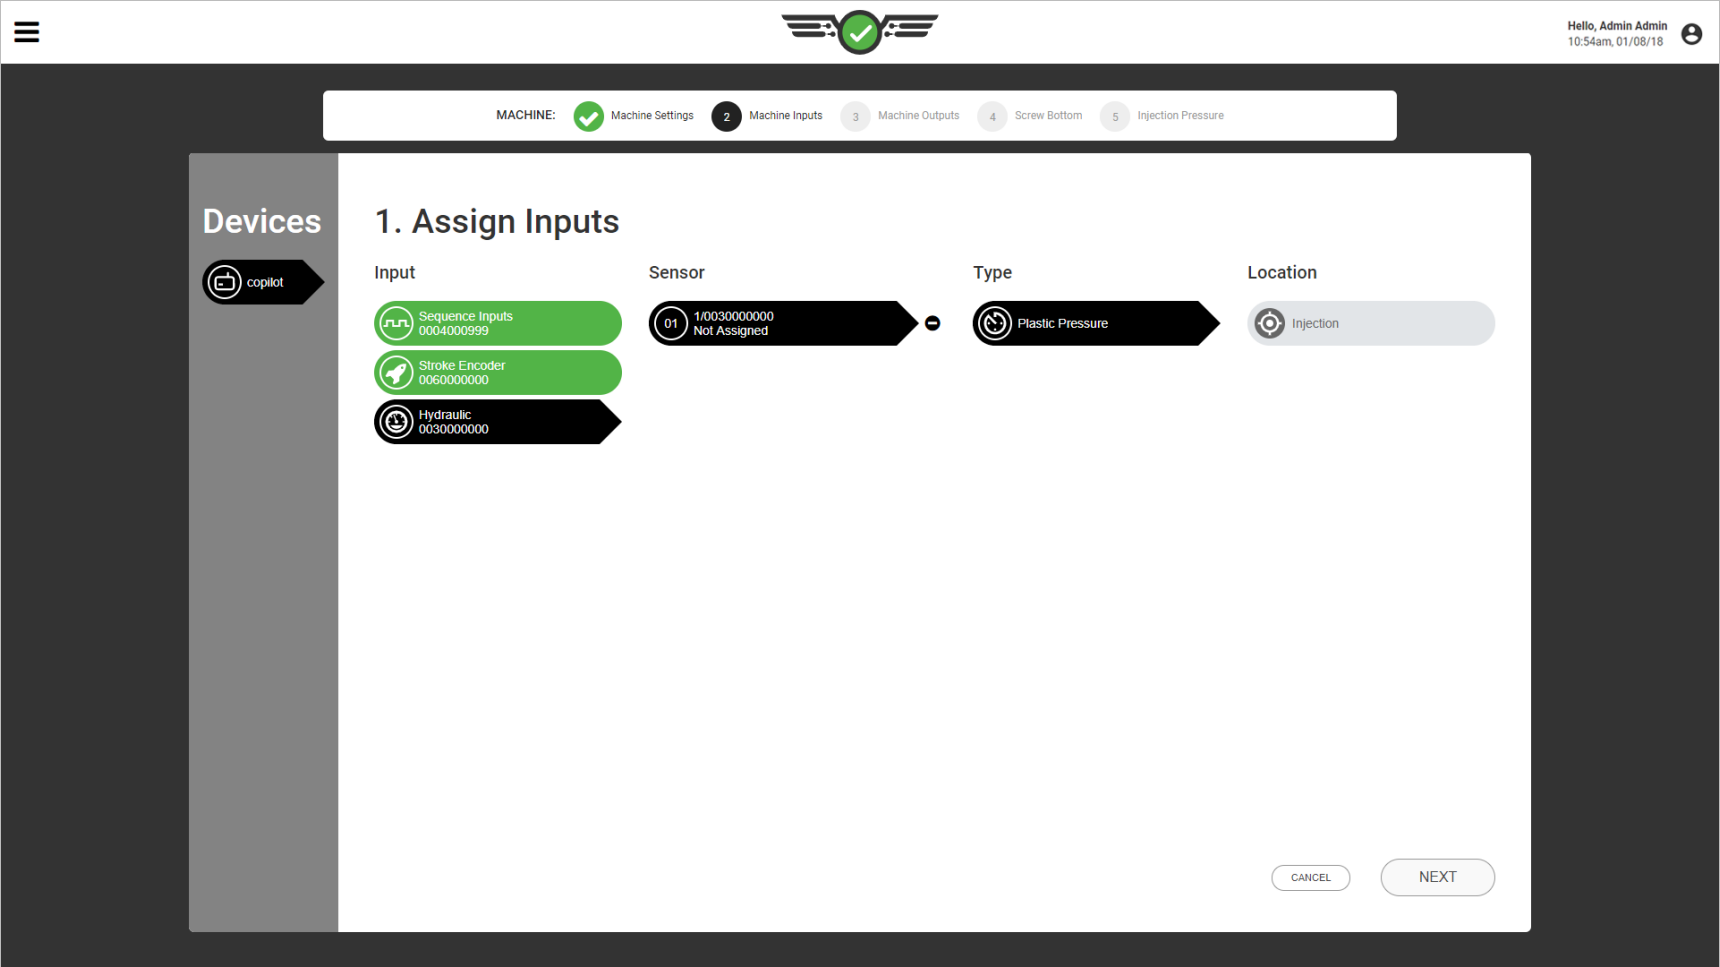 Hello, Admin Admin
10:54am, 01/08/18
MACHINE:
Machine Settings
2
Machine Inputs
3
Machine Outputs
4
Screw Bottom
5
Injection Pressure
Devices
copilot
1. Assign Inputs
Input
Sensor
Type
Location
Sequence Inputs
0004000999
01
1/0030000000
Not Assigned
Plastic Pressure
Injection
Stroke Encoder
0060000000
Hydraulic
0030000000
CANCEL
NEXT